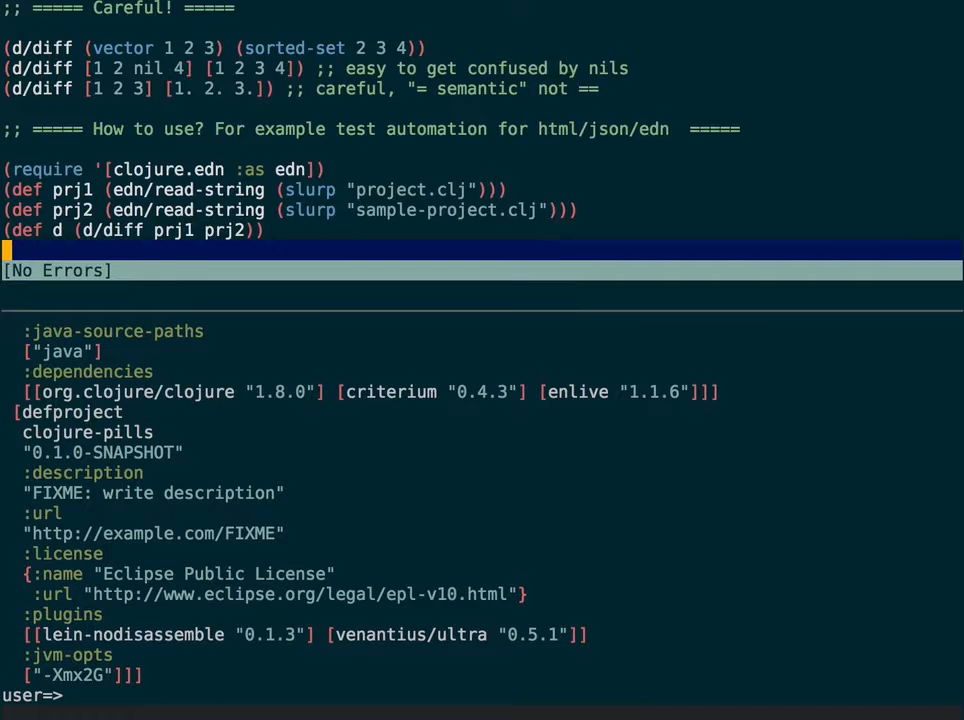 ;; ===== Careful! =====
(d/diff (vector 1 2 3) (sorted-set 2 3 4))
(d/diff [1 2 nil 4] [1 2 3 4]) ;; easy to get confused by nils
(d/diff [1 2 3] [1. 2. 3.]) ;; careful, "= semantic" not ==
;; ===== How to use? For example test automation for html/json/edn  =====
(require '[clojure.edn :as edn])
(def prj1 (edn/read-string (slurp "project.clj")))
(def prj2 (edn/read-string (slurp "sample-project.clj")))
(def d (d/diff prj1 prj2))
[No Errors]
:java-source-paths
["java"]
:dependencies
[[org.clojure/clojure "1.8.0"] [criterium "0.4.3"] [enlive "1.1.6"]]]
[defproject
clojure-pills
"0.1.0-SNAPSHOT"
:description
"FIXME: write description"
:url
"http://example.com/FIXME"
:license
{:name "Eclipse Public License"
:url "http://www.eclipse.org/legal/epl-v10.html"}
:plugins
[[lein-nodisassemble "0.1.3"] [venantius/ultra "0.5.1"]]
:jvm-opts
["-Xmx2G"]]]
user=>